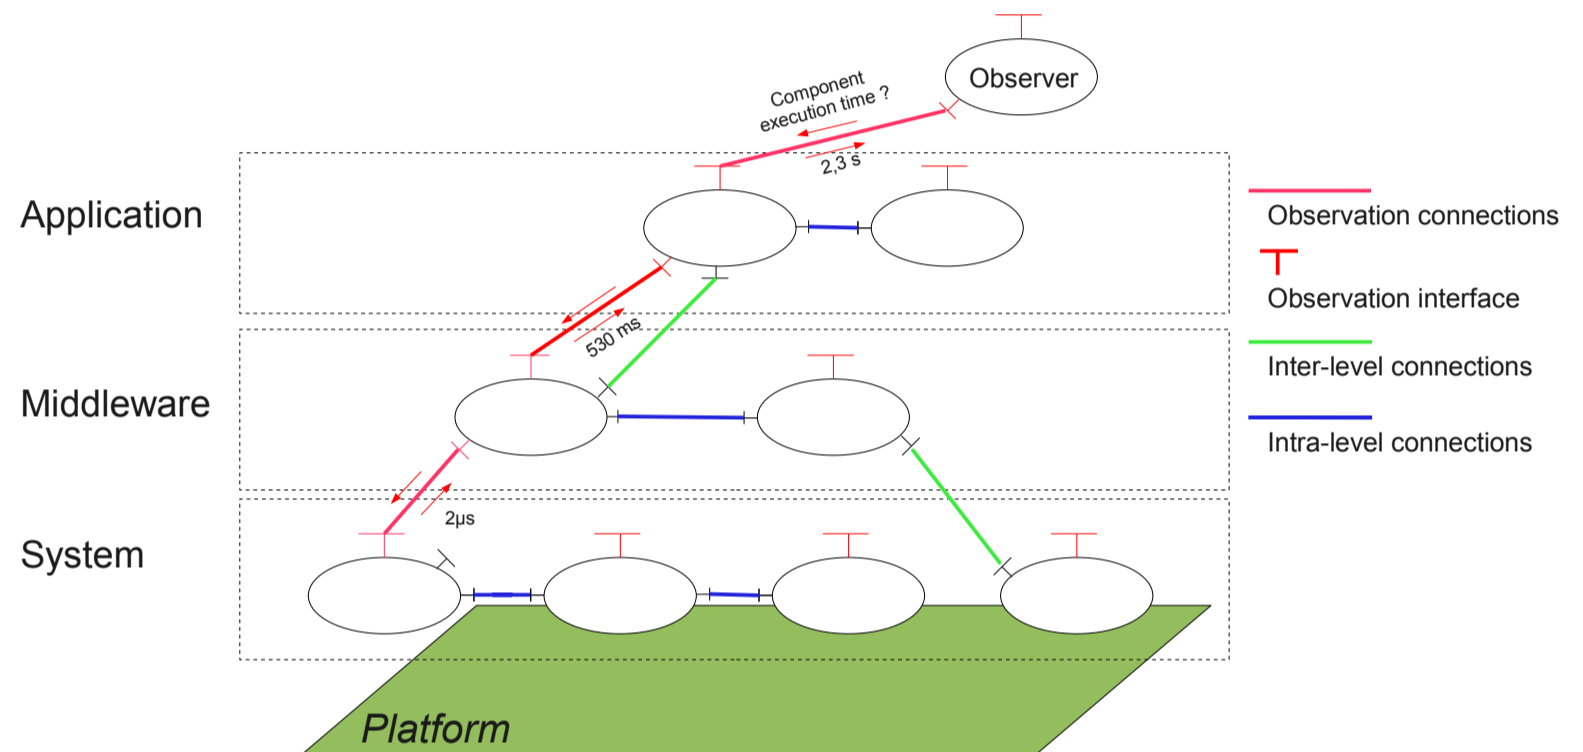 Observer
Component
execution time ?
2,3 s
Application
530 ms
Middleware
2µs
System
Platform
Observation connections
Observation interface
Inter-level connections
Intra-level connections